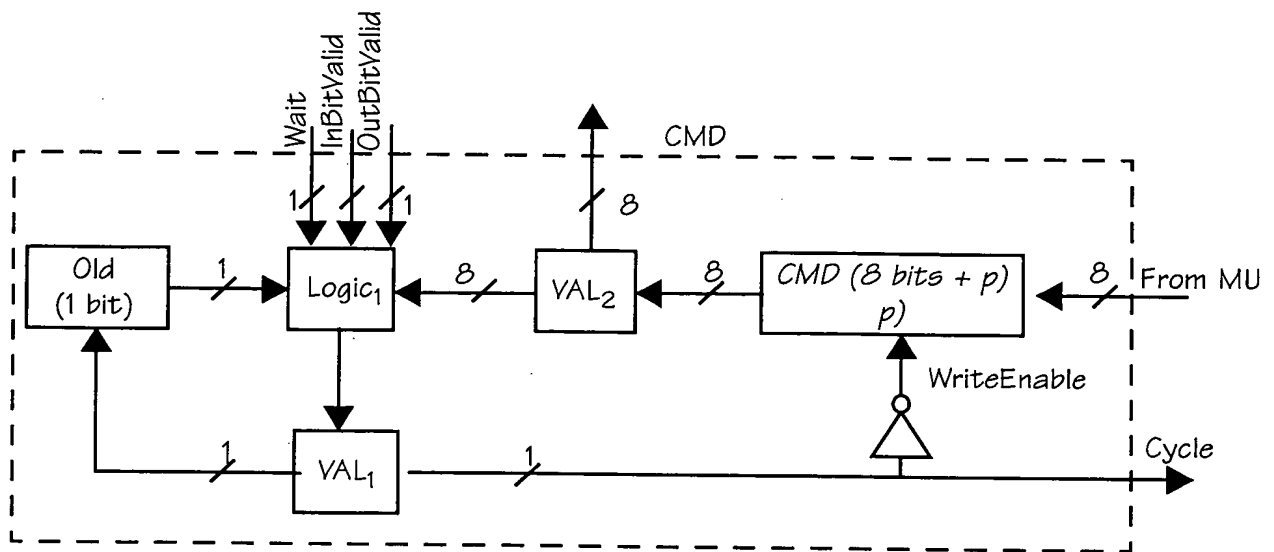 Wait
InBitValid
OutBitValid
CMD
1
1
8
Old
(1 bit)
1
Logic1
8
VAL2
8
CMD (8 bits + p)
p)
8
From MU
WriteEnable
1
VAL1
1
Cycle